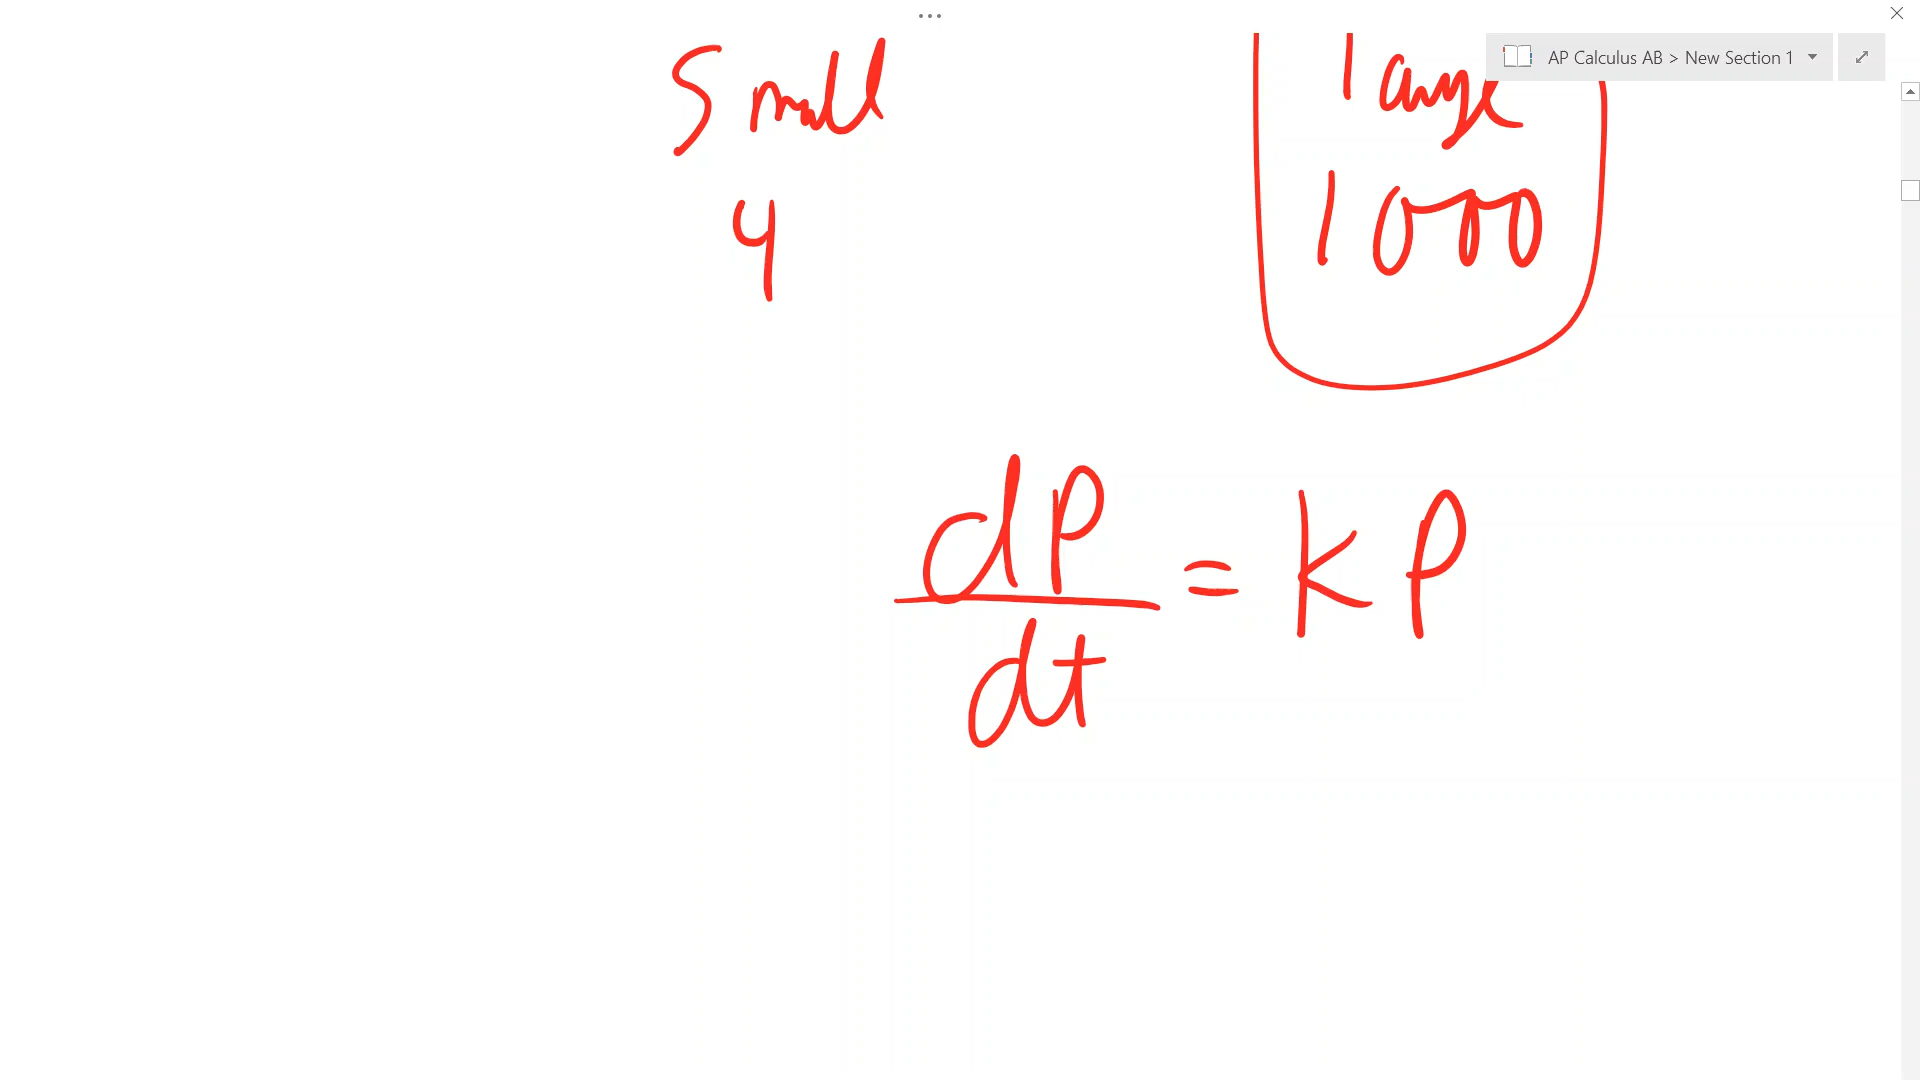 ...
AP Calculus AB > New Section 1
Small large
4 1000
dP/dt = kP